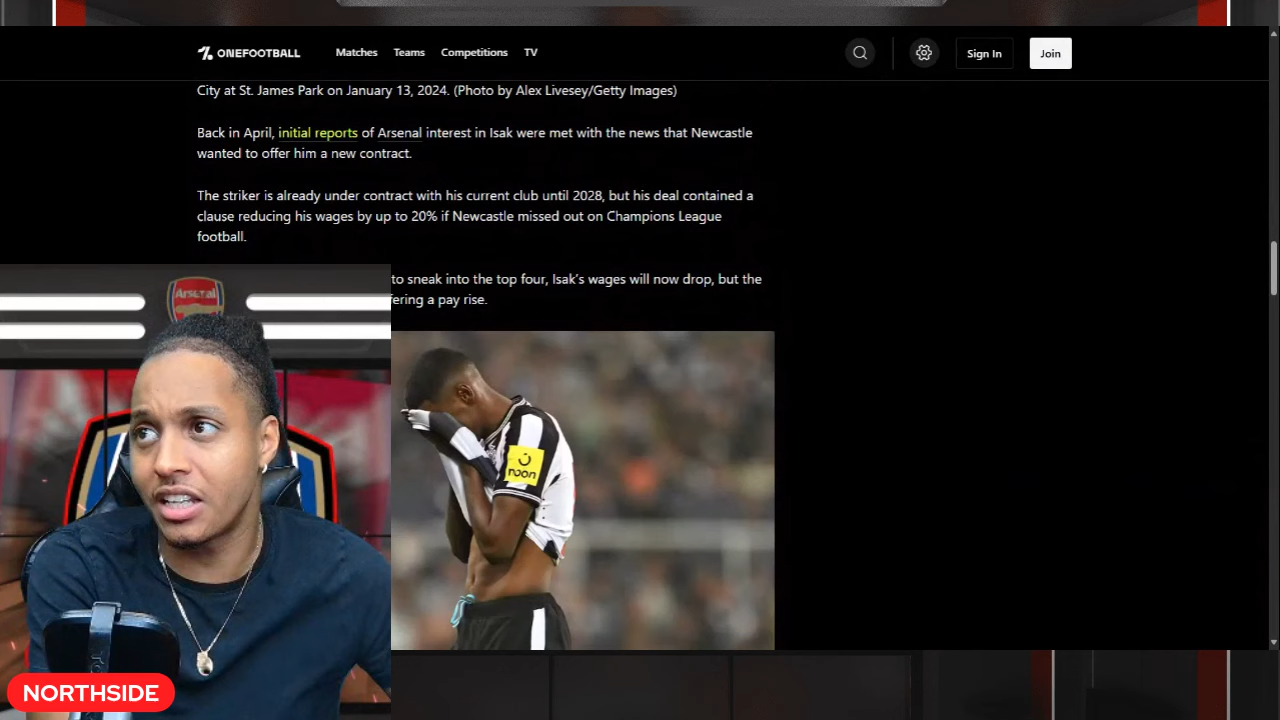 ONEFOOTBALL
Matches
Teams
Competitions
TV
Sign In
Join
City at St. James Park on January 13, 2024. (Photo by Alex Livesey/Getty Images)
Back in April, initial reports of Arsenal interest in Isak were met with the news that Newcastle
wanted to offer him a new contract.
The striker is already under contract with his current club until 2028, but his deal contained a
clause reducing his wages by up to 20% if Newcastle missed out on Champions League
football.
to sneak into the top four, Isak's wages will now drop, but the
a pay rise.
Arsenal
noon
NORTHSIDE